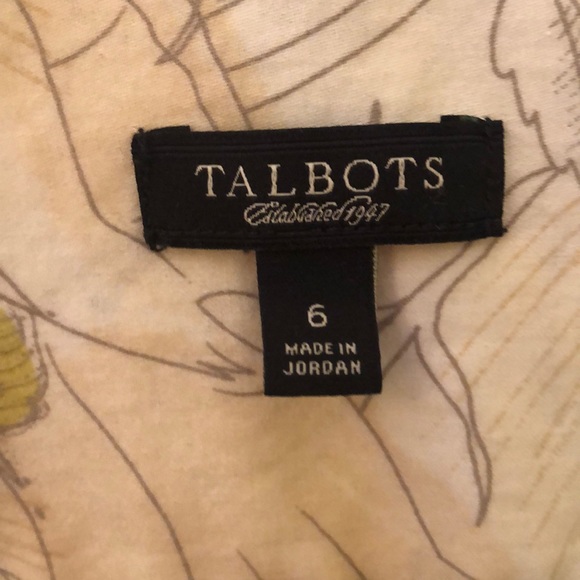 TALBOTS
Established 1947
6
MADE IN
JORDAN